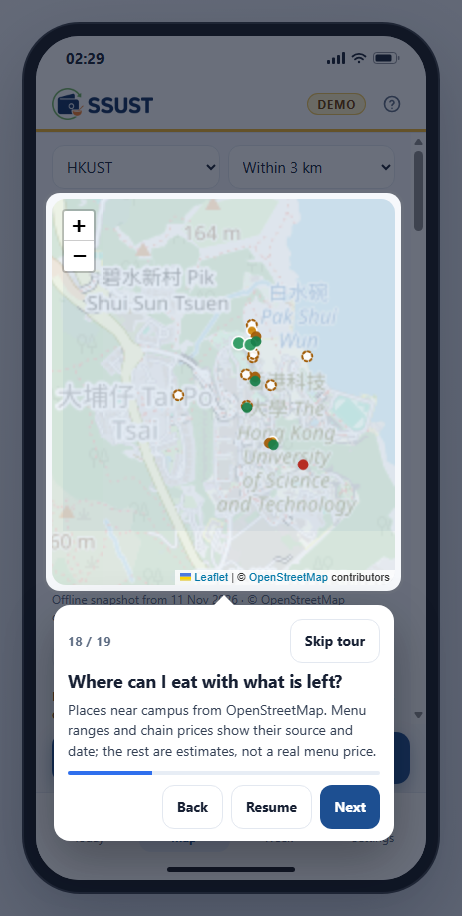 02:29
SSUST
DEMO
?
HKUST
Within 3 km
+
−
164 m
碧水新村 Pik
Shui Sun Tsuen
白水碗
Pak Shui
Wun
大埔仔 Tai Po
Tsai
港科技
大學 The
Hong Kong
University
of Science
and Technology
60 m
Leaflet | © OpenStreetMap contributors
Offline snapshot from 11 Nov 2026 · © OpenStreetMap
18 / 19
Skip tour
Where can I eat with what is left?
Places near campus from OpenStreetMap. Menu
ranges and chain prices show their source and
date; the rest are estimates, not a real menu price.
Back
Resume
Next